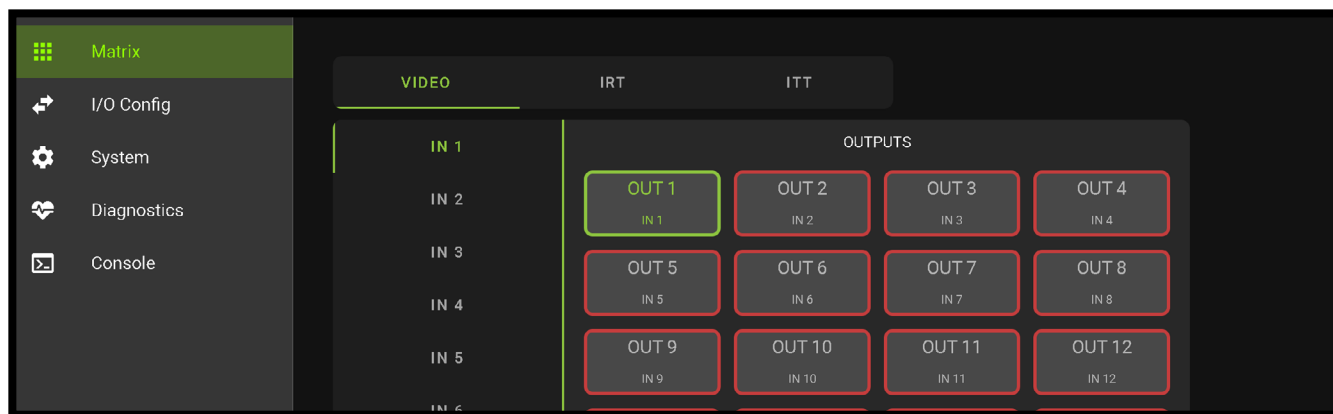 Matrix
I/O Config
System
Diagnostics
Console
VIDEO IRT ITT
IN 1
IN 2
IN 3
IN 4
IN 5
IN 6
OUTPUTS
OUT 1 OUT 2 OUT 3 OUT 4
IN 1 IN 2 IN 3 IN 4
OUT 5 OUT 6 OUT 7 OUT 8
IN 5 IN 6 IN 7 IN 8
OUT 9 OUT 10 OUT 11 OUT 12
IN 9 IN 10 IN 11 IN 12